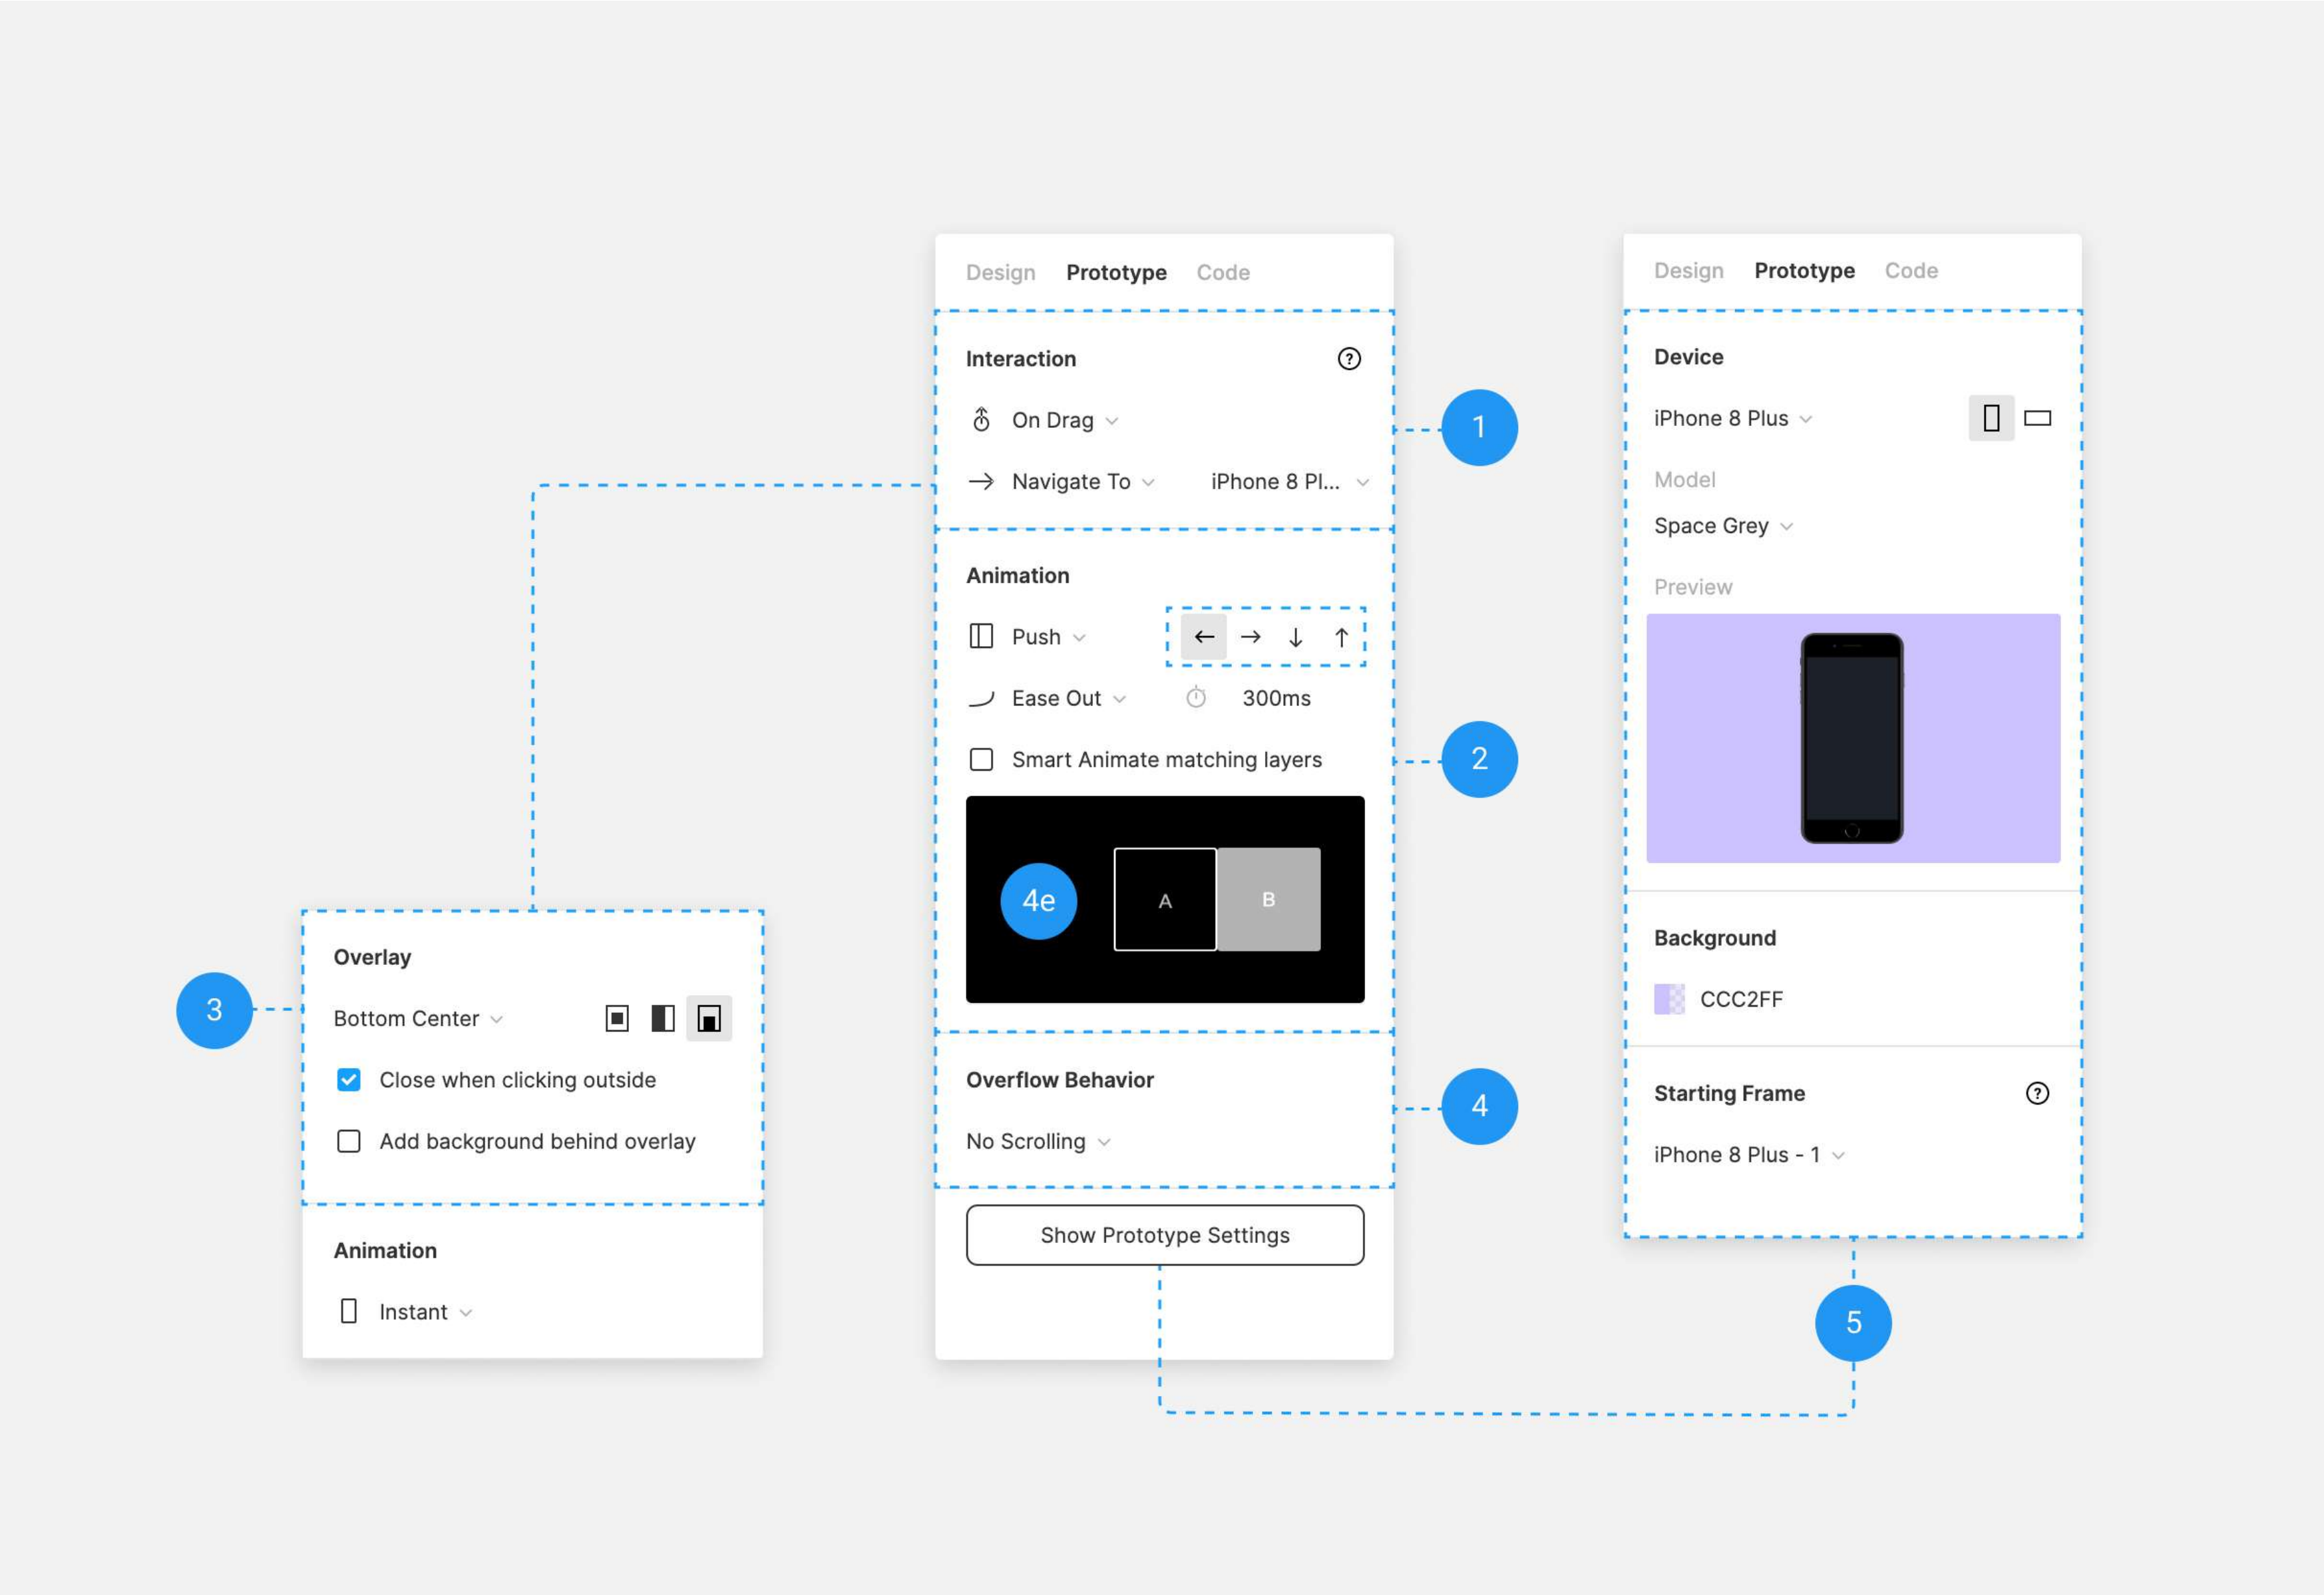 Design Prototype Code
Interaction
On Drag
Navigate To iPhone 8 Pl...
1
Animation
Push
Ease Out 300ms
Smart Animate matching layers
2
4e A B
Overflow Behavior
No Scrolling
4
Show Prototype Settings
3
Overlay
Bottom Center
Close when clicking outside
Add background behind overlay
Animation
Instant
Design Prototype Code
Device
iPhone 8 Plus
Model
Space Grey
Preview
Background
CCC2FF
Starting Frame
iPhone 8 Plus - 1
5